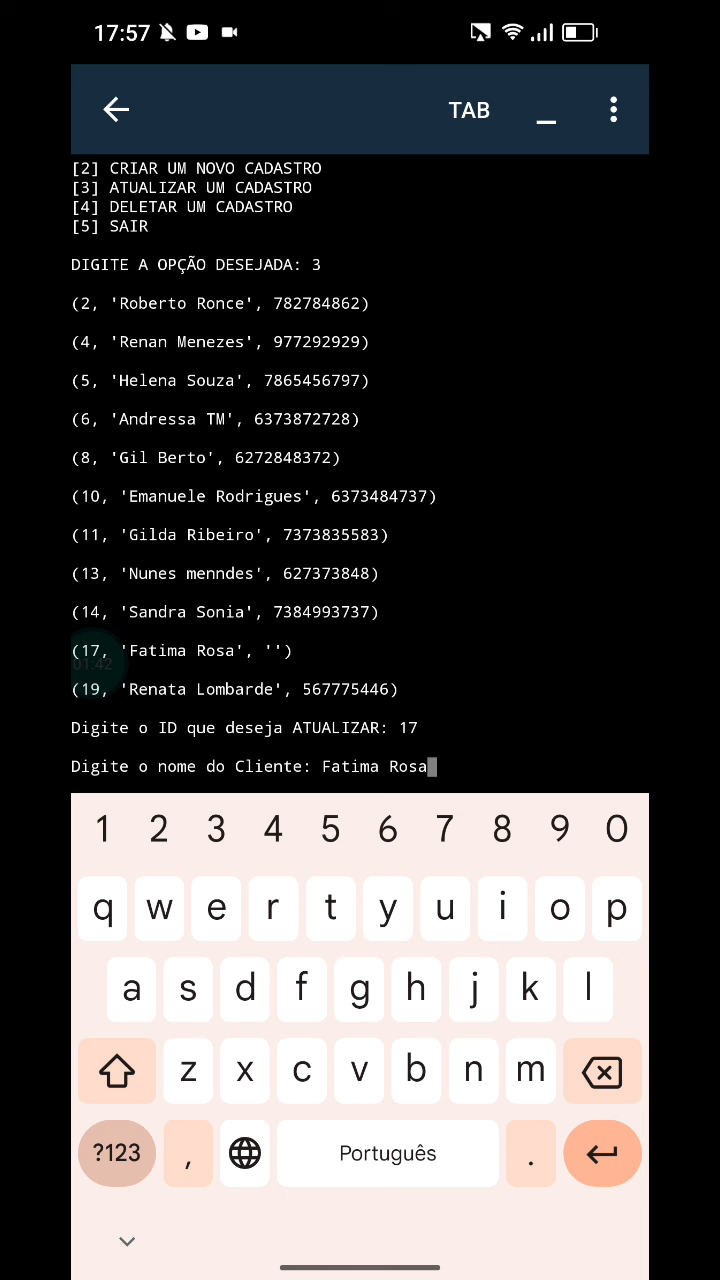 17:57
TAB _
[2] CRIAR UM NOVO CADASTRO
[3] ATUALIZAR UM CADASTRO
[4] DELETAR UM CADASTRO
[5] SAIR
DIGITE A OPÇÃO DESEJADA: 3
(2, 'Roberto Ronce', 782784862)
(4, 'Renan Menezes', 977292929)
(5, 'Helena Souza', 7865456797)
(6, 'Andressa TM', 6373872728)
(8, 'Gil Berto', 6272848372)
(10, 'Emanuele Rodrigues', 6373484737)
(11, 'Gilda Ribeiro', 7373835583)
(13, 'Nunes menndes', 627373848)
(14, 'Sandra Sonia', 7384993737)
(17, 'Fatima Rosa', '')
01:42
(19, 'Renata Lombarde', 567775446)
Digite o ID que deseja ATUALIZAR: 17
Digite o nome do Cliente: Fatima Rosa
1 2 3 4 5 6 7 8 9 0
q w e r t y u i o p
a s d f g h j k l
z x c v b n m
?123 , Português .